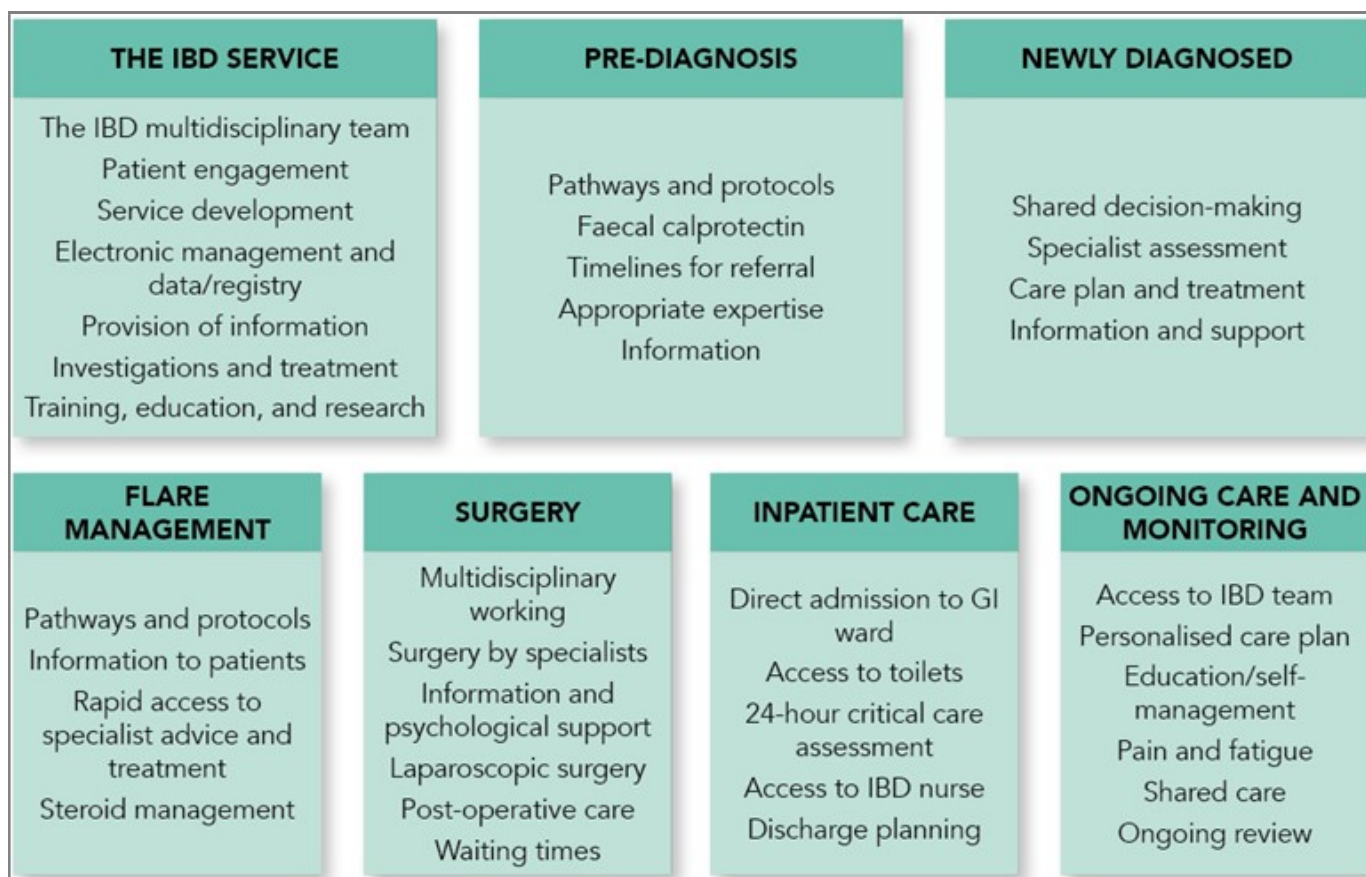 THE IBD SERVICE
The IBD multidisciplinary team
Patient engagement
Service development
Electronic management and
data/registry
Provision of information
Investigations and treatment
Training, education, and research
PRE-DIAGNOSIS
Pathways and protocols
Faecal calprotectin
Timelines for referral
Appropriate expertise
Information
NEWLY DIAGNOSED
Shared decision-making
Specialist assessment
Care plan and treatment
Information and support
FLARE
MANAGEMENT
Pathways and protocols
Information to patients
Rapid access to
specialist advice and
treatment
Steroid management
SURGERY
Multidisciplinary
working
Surgery by specialists
Information and
psychological support
Laparoscopic surgery
Post-operative care
Waiting times
INPATIENT CARE
Direct admission to GI
ward
Access to toilets
24-hour critical care
assessment
Access to IBD nurse
Discharge planning
ONGOING CARE AND
MONITORING
Access to IBD team
Personalised care plan
Education/self-
management
Pain and fatigue
Shared care
Ongoing review